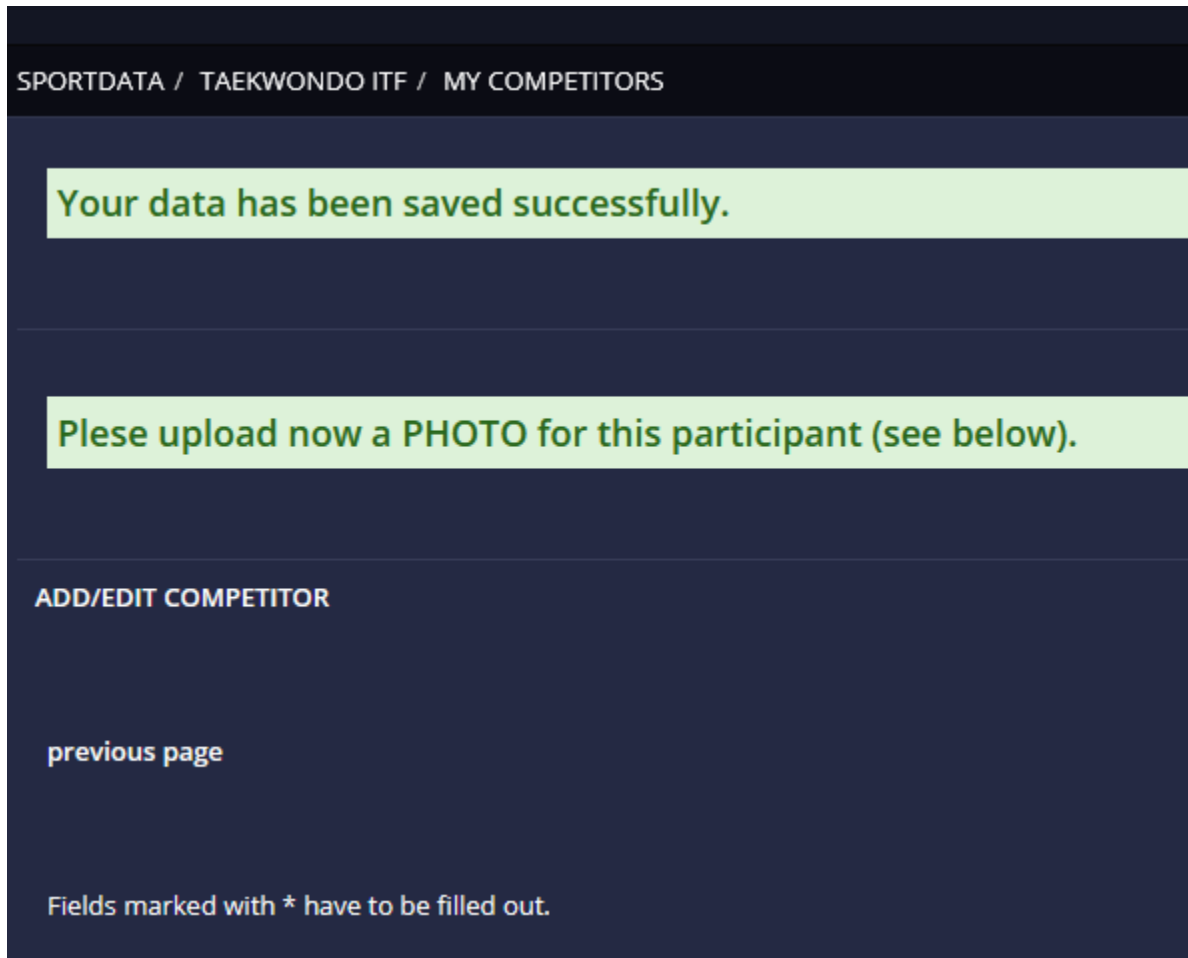 SPORTDATA / TAEKWONDO ITF / MY COMPETITORS
Your data has been saved successfully.
Plese upload now a PHOTO for this participant (see below).
ADD/EDIT COMPETITOR
previous page
Fields marked with * have to be filled out.